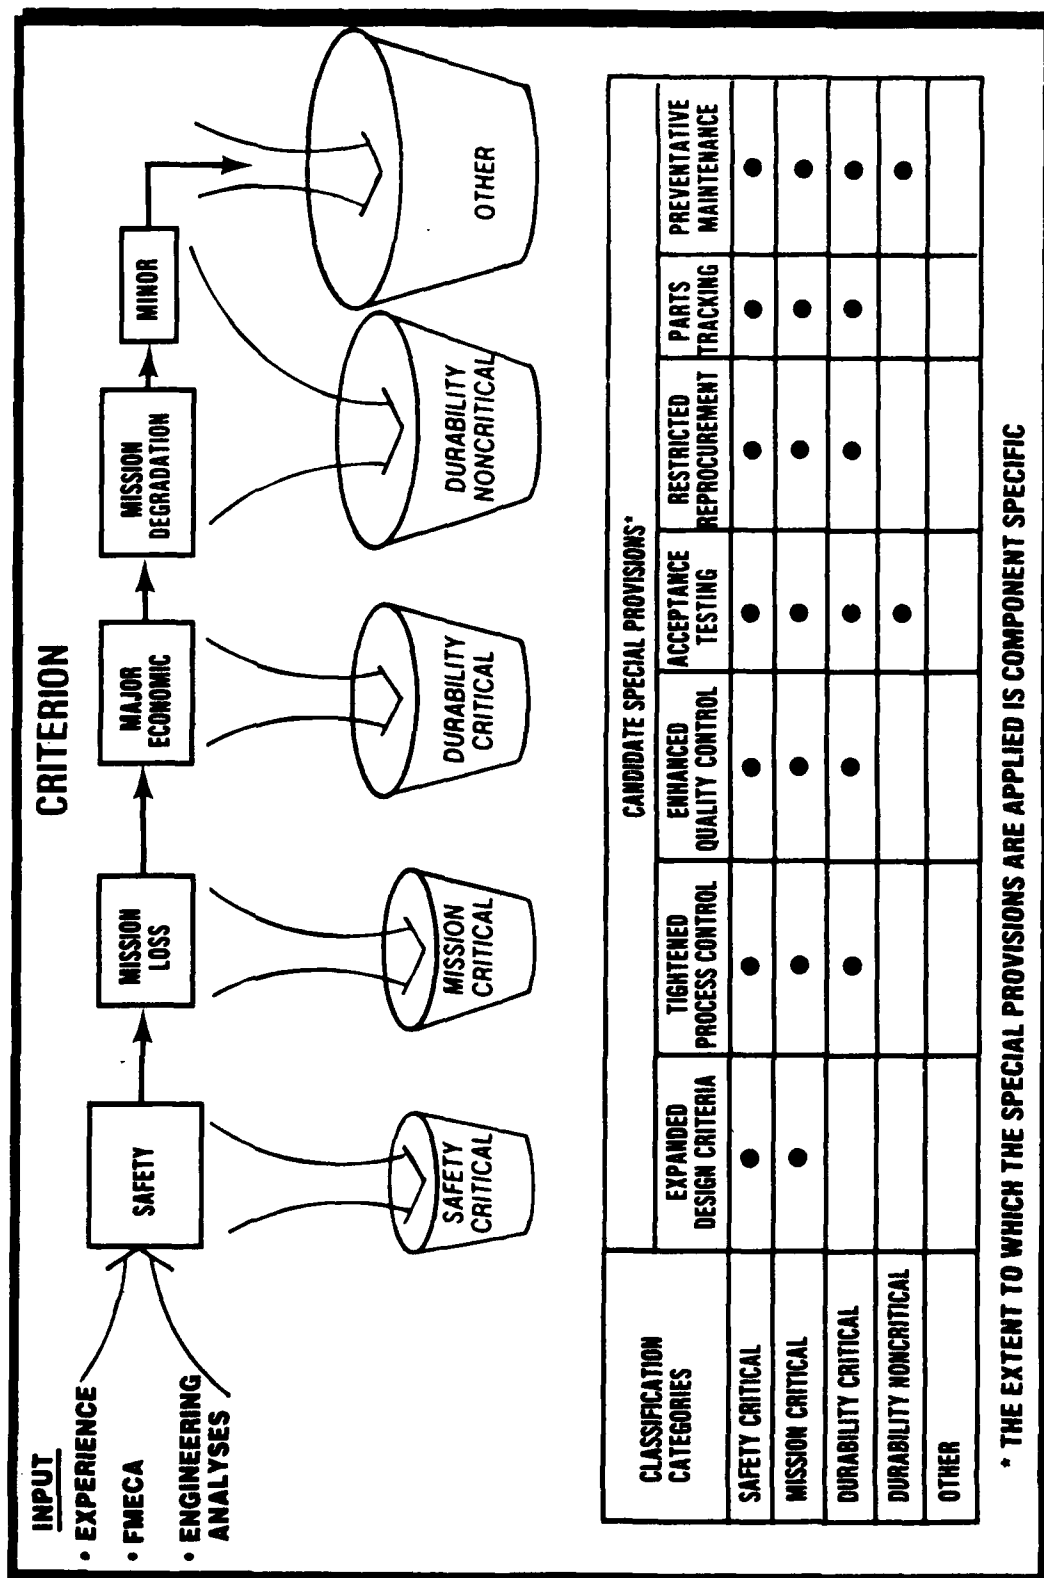 CRITERION
INPUT
• EXPERIENCE
• FMECA
• ENGINEERING
ANALYSES
SAFETY
MISSION
LOSS
MAJOR
ECONOMIC
MISSION
DEGRADATION
MINOR
SAFETY
CRITICAL
MISSION
CRITICAL
DURABILITY
CRITICAL
DURABILITY
NONCRITICAL
OTHER
CLASSIFICATION
CATEGORIES
CANDIDATE SPECIAL PROVISIONS*
EXPANDED
DESIGN CRITERIA
TIGHTENED
PROCESS CONTROL
ENHANCED
QUALITY CONTROL
ACCEPTANCE
TESTING
RESTRICTED
REPROCUREMENT
PARTS
TRACKING
PREVENTATIVE
MAINTENANCE
SAFETY CRITICAL ● ● ● ● ● ● ●
MISSION CRITICAL ● ● ● ● ● ● ●
DURABILITY CRITICAL ● ● ● ● ● ●
DURABILITY NONCRITICAL ● ●
OTHER
* THE EXTENT TO WHICH THE SPECIAL PROVISIONS ARE APPLIED IS COMPONENT SPECIFIC